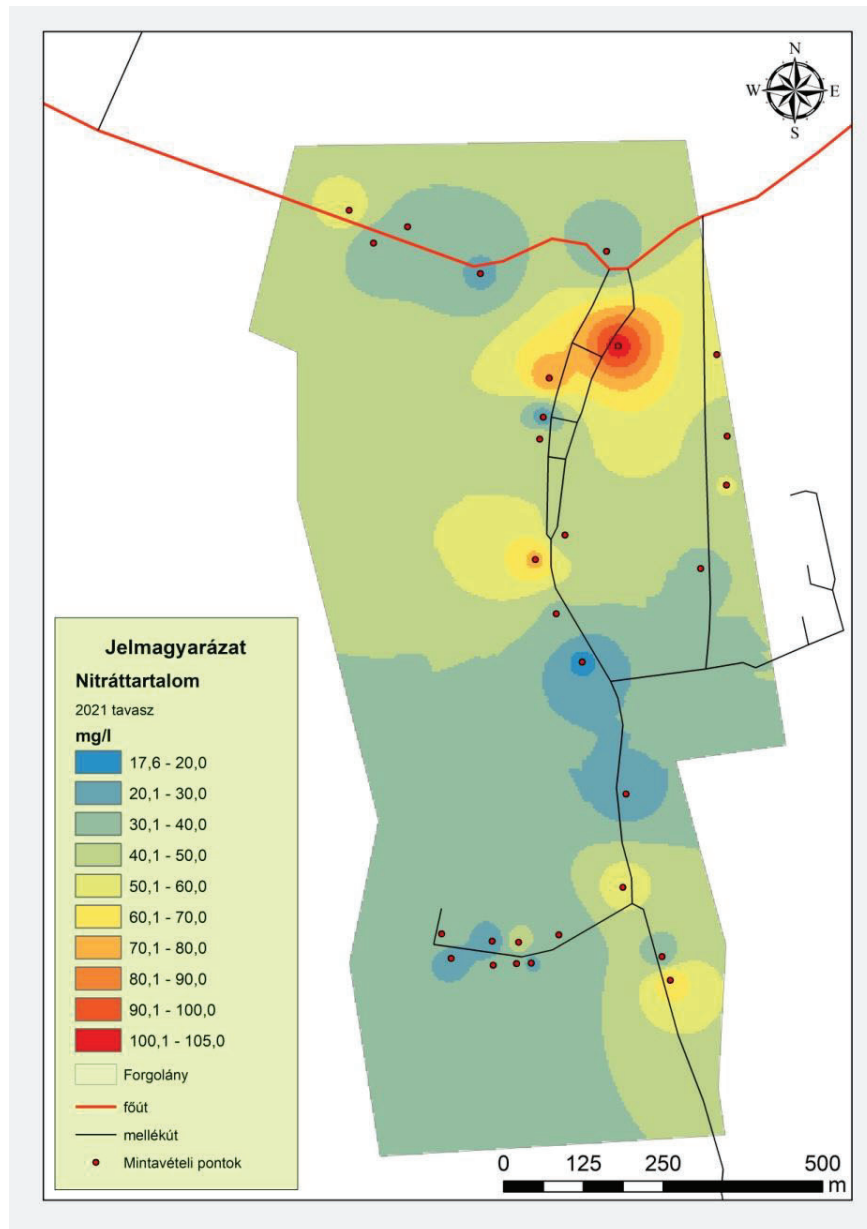 N
W E
S
Jelmagyarázat
Nitráttartalom
2021 tavasz
mg/l
17,6 - 20,0
20,1 - 30,0
30,1 - 40,0
40,1 - 50,0
50,1 - 60,0
60,1 - 70,0
70,1 - 80,0
80,1 - 90,0
90,1 - 100,0
100,1 - 105,0
Forgolány
főút
mellékút
Mintavételi pontok
0 125 250 500
m